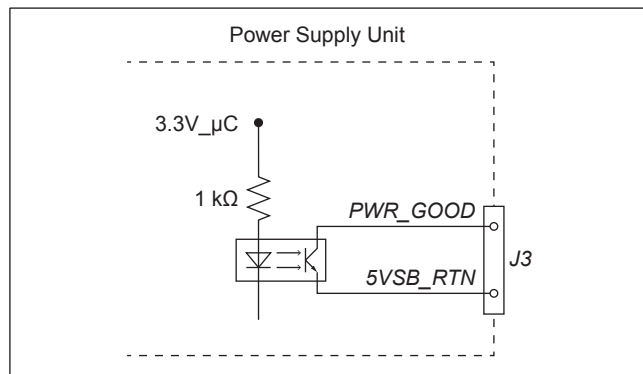 Power Supply Unit
3.3V_µC
1 kΩ
PWR_GOOD
5VSB_RTN
J3